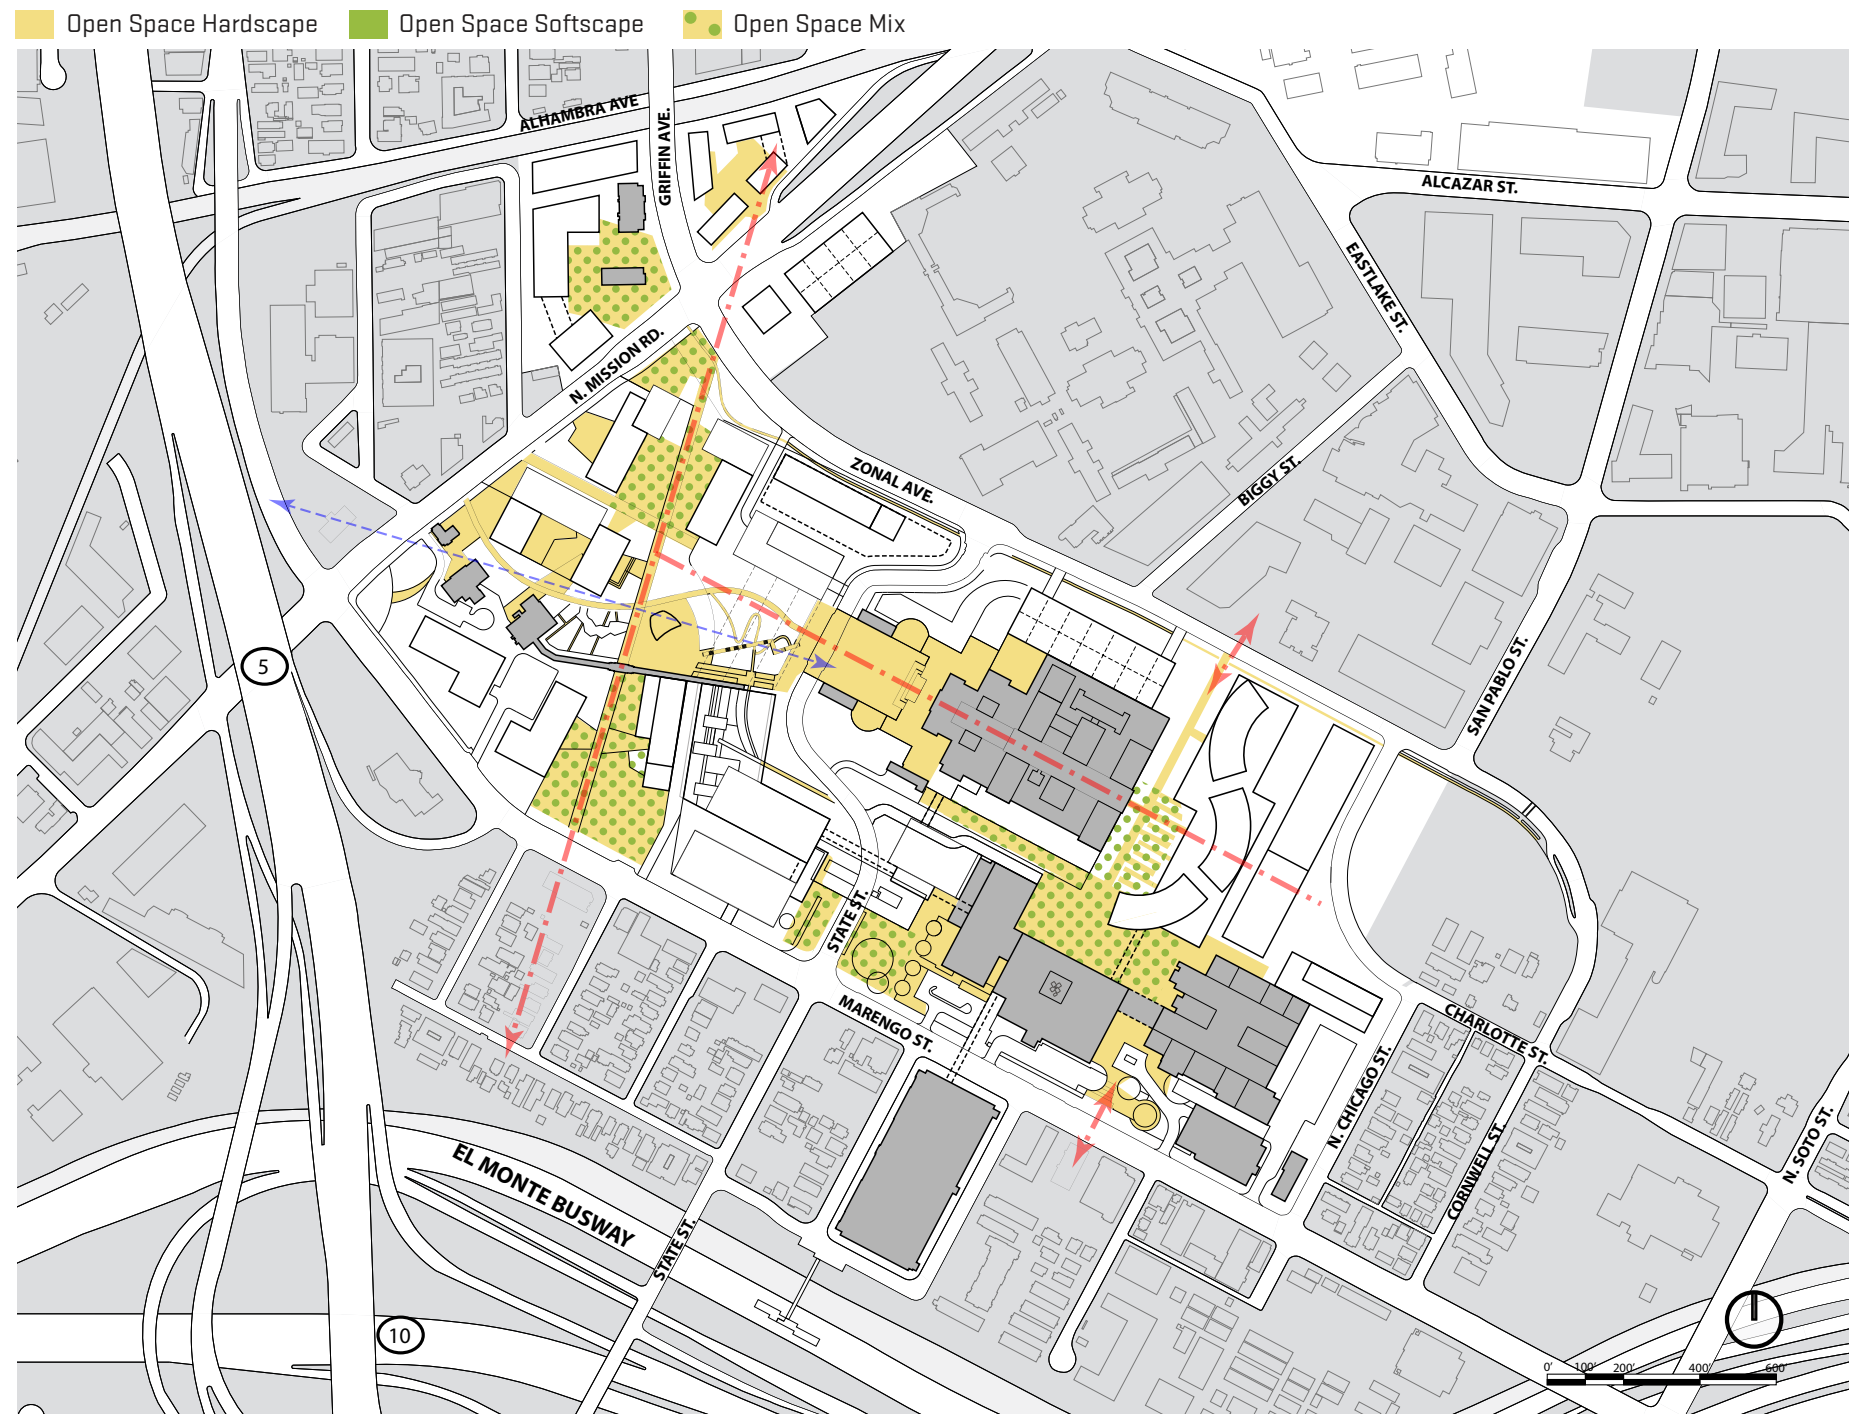 Open Space Hardscape
Open Space Softscape
Open Space Mix
ALHAMBRA AVE
GRIFFIN AVE.
ALCAZAR ST.
EASTLAKE ST.
N. MISSION RD.
ZONAL AVE.
BIGGY ST.
SAN PABLO ST.
5
STATE ST.
MARENGO ST.
CHARLOTTE ST.
N. CHICAGO ST.
CORNWELL ST.
N. SOTO ST.
EL MONTE BUSWAY
STATE ST.
10
0' 100' 200' 400' 600'